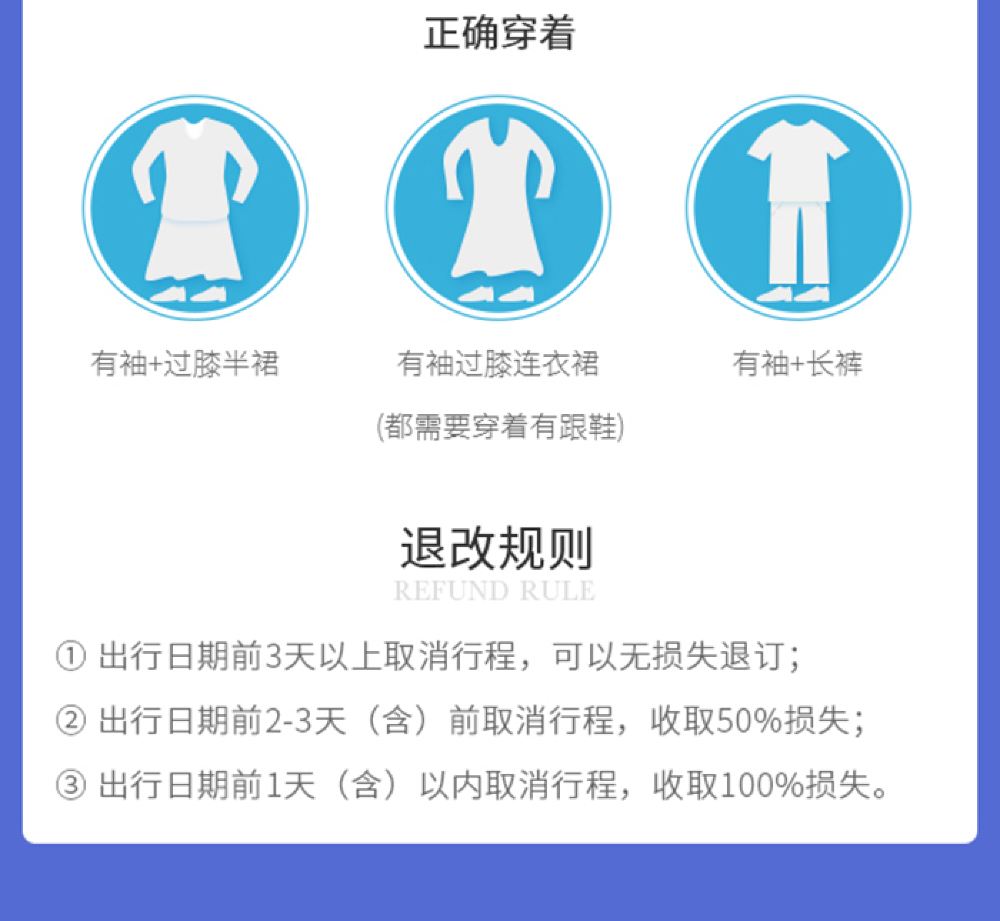 正确穿着
有袖+过膝半裙
有袖过膝连衣裙
有袖+长裤
(都需要穿着有跟鞋)
退改规则
REFUND RULE
① 出行日期前3天以上取消行程，可以无损失退订；
② 出行日期前2-3天（含）前取消行程，收取50%损失；
③ 出行日期前1天（含）以内取消行程，收取100%损失。